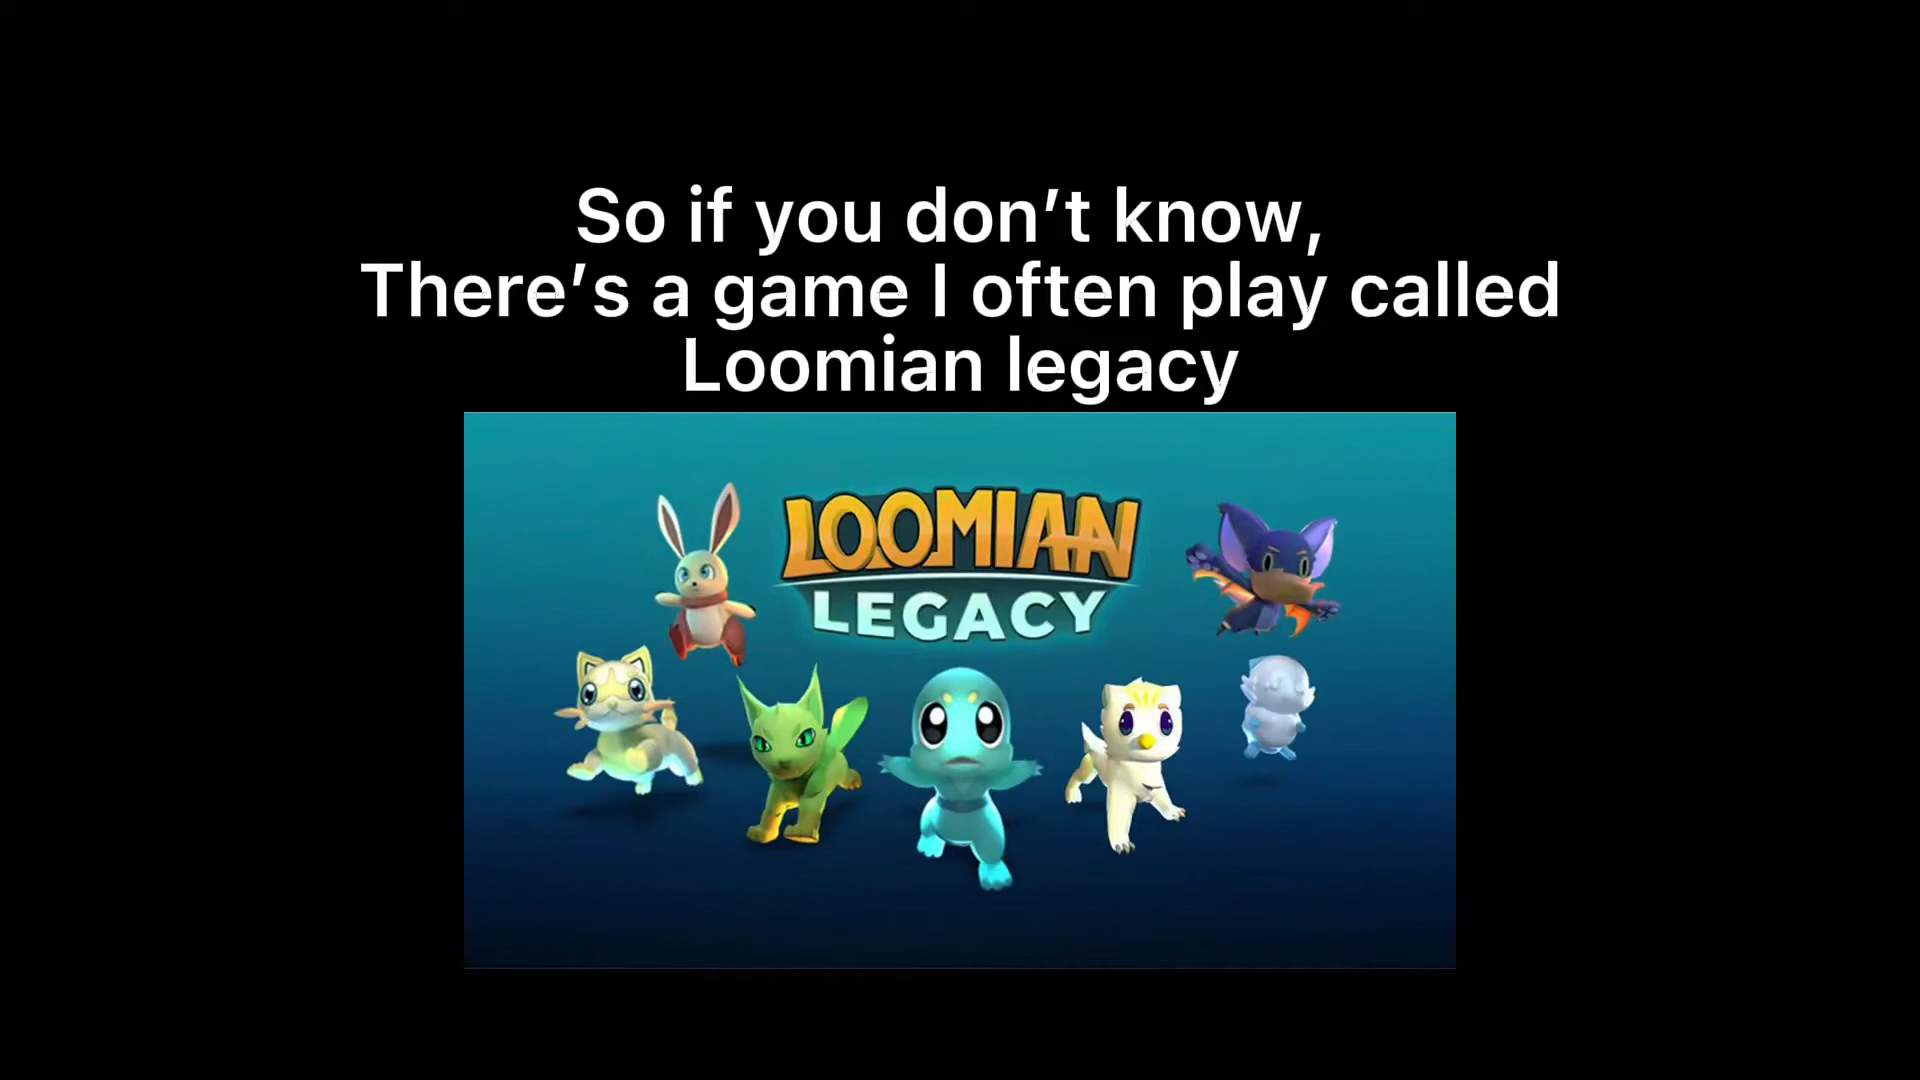 So if you don’t know,
There’s a game I often play called
Loomian legacy
LOOMIAN
LEGACY